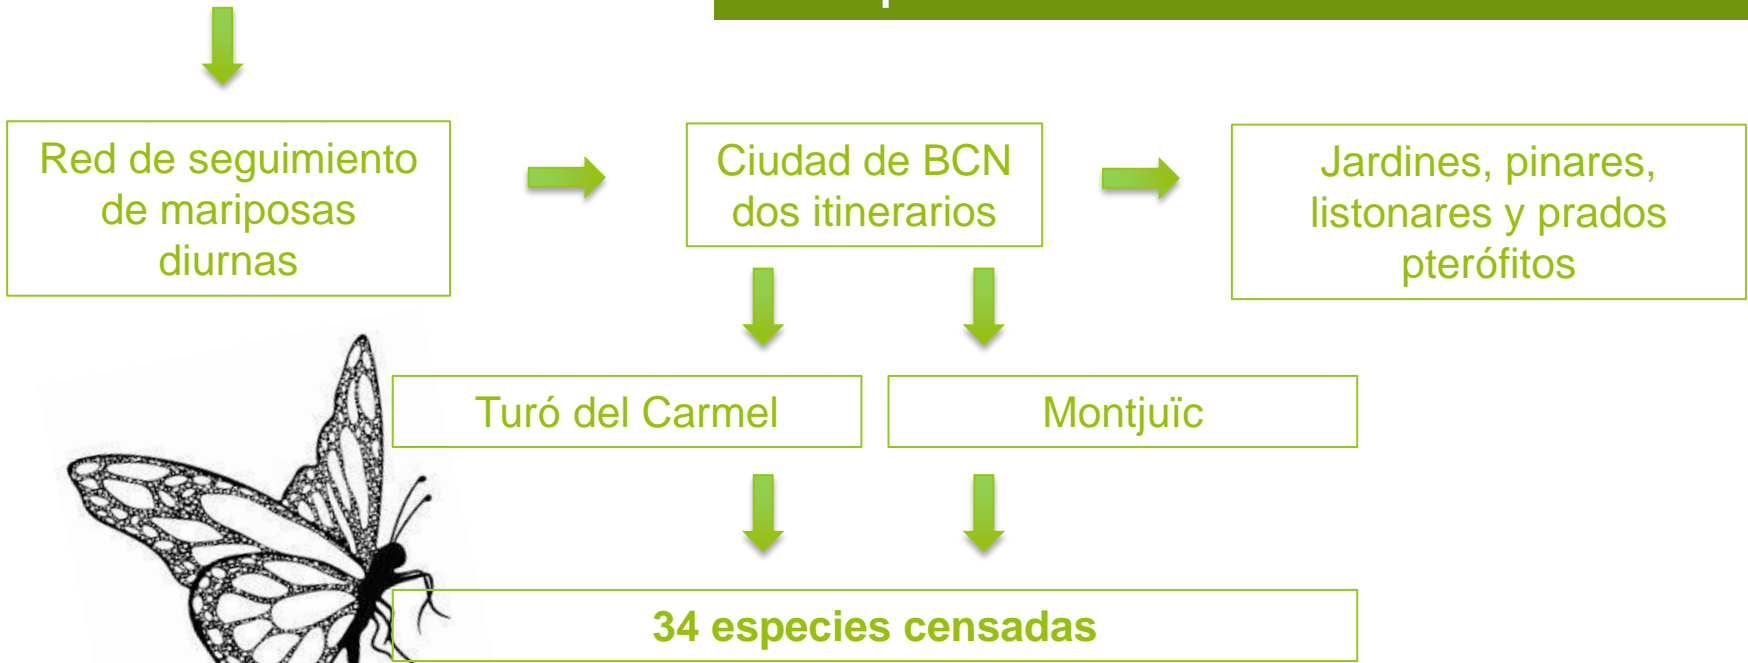 Red de seguimiento
de mariposas
diurnas
Ciudad de BCN
dos itinerarios
Jardines, pinares,
listonares y prados
pterófitos
Turó del Carmel
Montjuïc
34 especies censadas